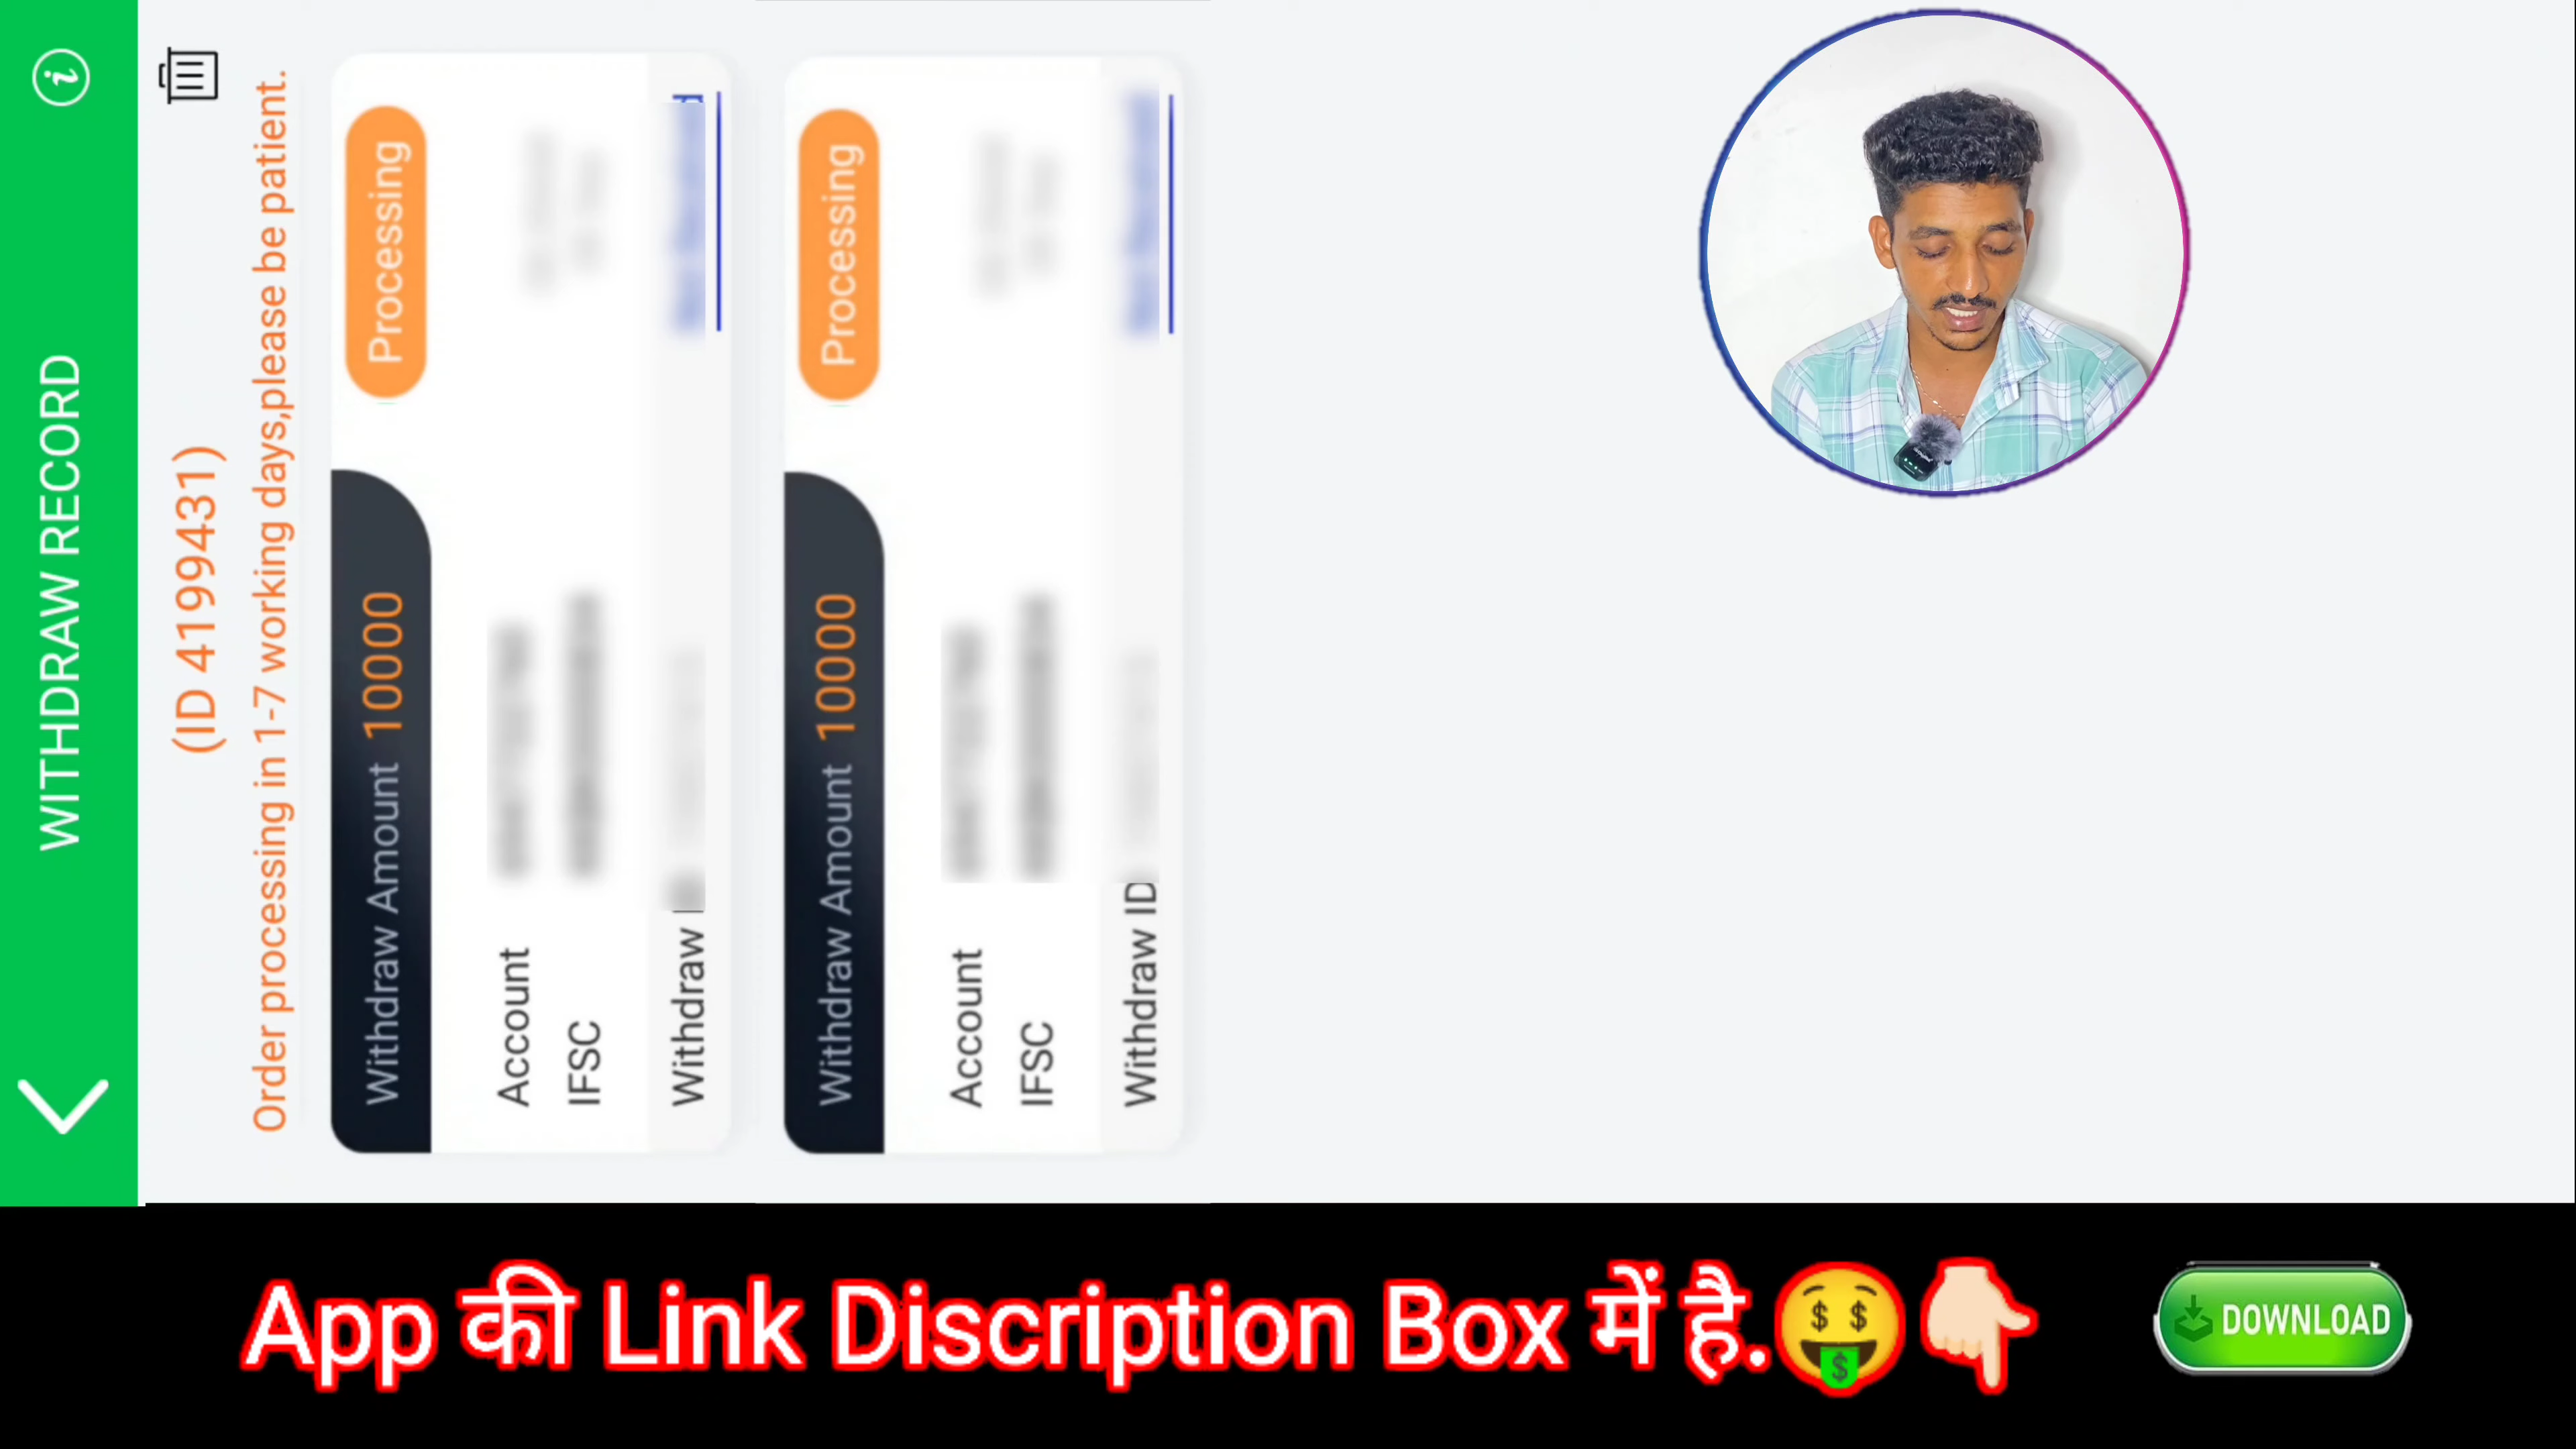 WITHDRAW RECORD
(ID 4199431)
Order processing in 1-7 working days,please be patient.
Withdraw Amount 10000
Processing
Account
IFSC
Withdraw
Withdraw Amount 10000
Processing
Account
IFSC
Withdraw ID
App की Link Discription Box में है.
DOWNLOAD